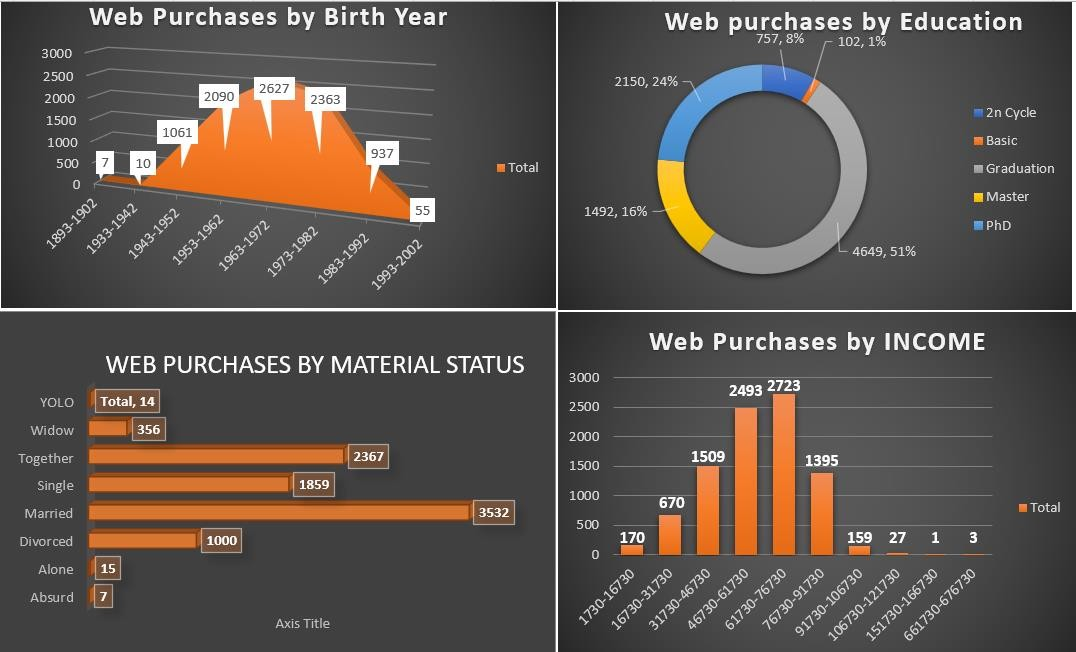 Web Purchases by Birth Year
3000
2500
2000
1500
1000
500
0
7
10
1061
2090
2627
2363
937
55
1893-1902
1933-1942
1943-1952
1953-1962
1963-1972
1973-1982
1983-1992
1993-2002
Total
Web purchases by Education
757, 8%
102, 1%
2150, 24%
1492, 16%
4649, 51%
2n Cycle
Basic
Graduation
Master
PhD
WEB PURCHASES BY MATERIAL STATUS
YOLO Total, 14
Widow 356
Together 2367
Single 1859
Married 3532
Divorced 1000
Alone 15
Absurd 7
Axis Title
Web Purchases by INCOME
3000
2500
2000
1500
1000
500
0
170
670
1509
2493
2723
1395
159
27
1
3
1730-16730
16730-31730
31730-46730
46730-61730
61730-76730
76730-91730
91730-106730
106730-121730
151730-166730
661730-676730
Total